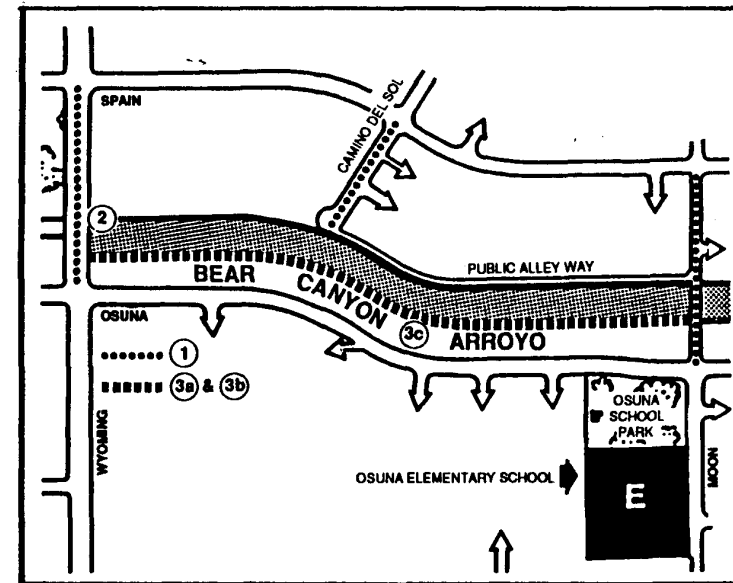 SPAIN
CAMINO DEL SOL
2
PUBLIC ALLEY WAY
BEAR CANYON ARROYO
3c
OSUNA
1
3a & 3b
WYOMING
OSUNA
SCHOOL
PARK
MOON
OSUNA ELEMENTARY SCHOOL
E